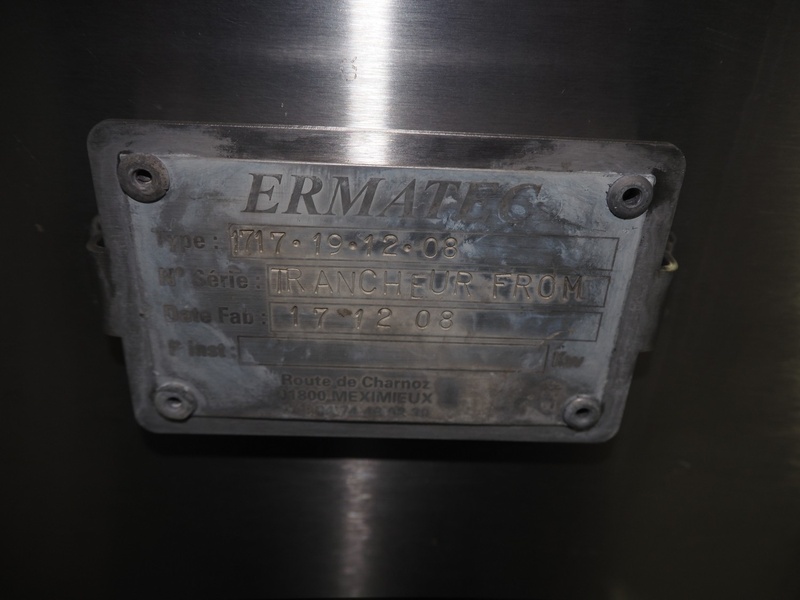 ERMATEC
Type : 1717.19.12.08
N° Série : TRANCHEUR FROM
Date Fab : 17 12 08
P Inst : Kw
Route de Charnoz
01800 MEXIMIEUX